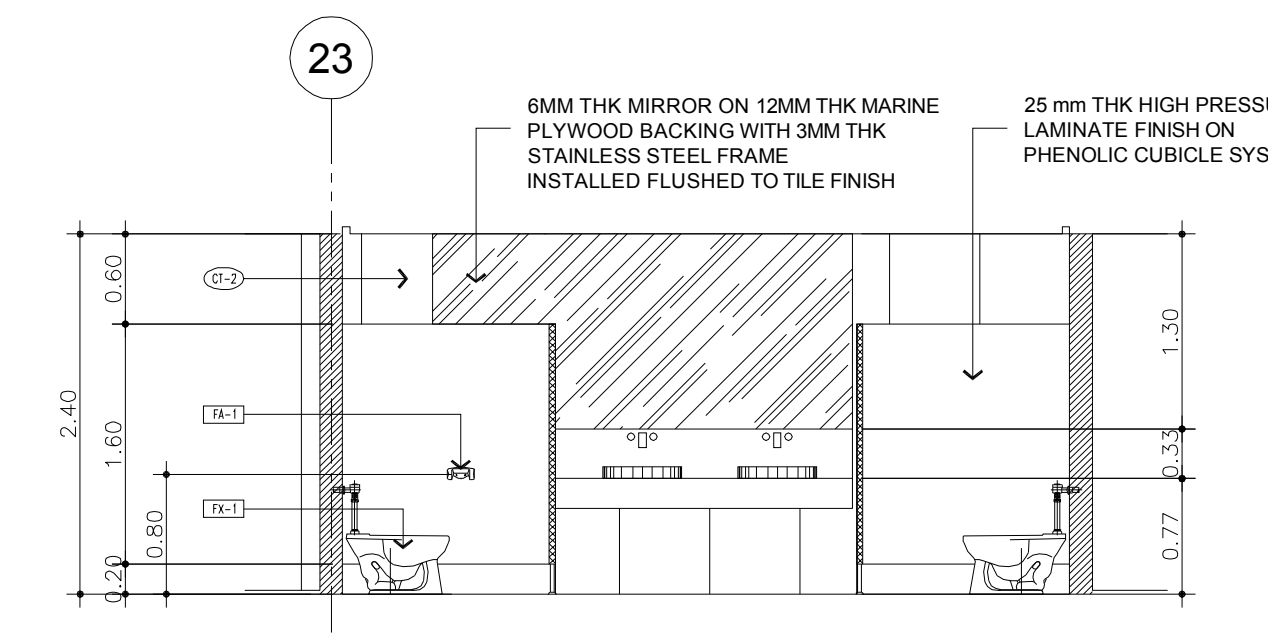 23
6MM THK MIRROR ON 12MM THK MARINE
PLYWOOD BACKING WITH 3MM THK
STAINLESS STEEL FRAME
INSTALLED FLUSHED TO TILE FINISH
25 mm THK HIGH PRESSU
LAMINATE FINISH ON
PHENOLIC CUBICLE SYS
CT-2
FA-1
FX-1
2.40
0.60
1.60
0.20
0.80
1.30
0.33
0.77